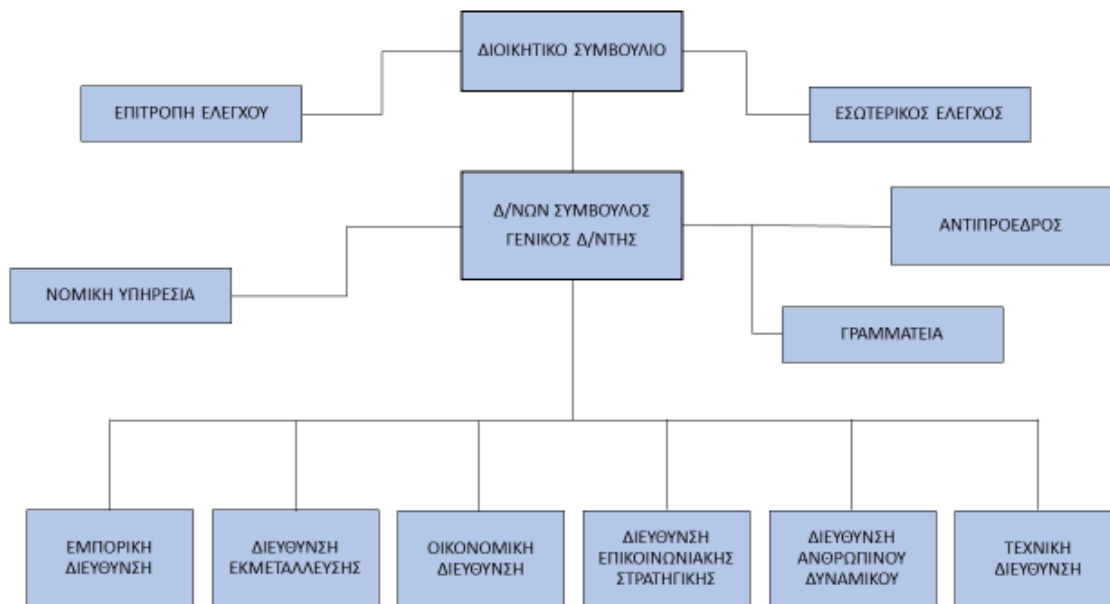 ΔΙΟΙΚΗΤΙΚΟ ΣΥΜΒΟΥΛΙΟ
ΕΠΙΤΡΟΠΗ ΕΛΕΓΧΟΥ
ΕΣΩΤΕΡΙΚΟΣ ΕΛΕΓΧΟΣ
Δ/ΝΩΝ ΣΥΜΒΟΥΛΟΣ
ΓΕΝΙΚΟΣ Δ/ΝΤΗΣ
ΑΝΤΙΠΡΟΕΔΡΟΣ
ΝΟΜΙΚΗ ΥΠΗΡΕΣΙΑ
ΓΡΑΜΜΑΤΕΙΑ
ΕΜΠΟΡΙΚΗ
ΔΙΕΥΘΥΝΣΗ
ΔΙΕΥΘΥΝΣΗ
ΕΚΜΕΤΑΛΛΕΥΣΗΣ
ΟΙΚΟΝΟΜΙΚΗ
ΔΙΕΥΘΥΝΣΗ
ΔΙΕΥΘΥΝΣΗ
ΕΠΙΚΟΙΝΩΝΙΑΚΗΣ
ΣΤΡΑΤΗΓΙΚΗΣ
ΔΙΕΥΘΥΝΣΗ
ΑΝΘΡΩΠΙΝΟΥ
ΔΥΝΑΜΙΚΟΥ
ΤΕΧΝΙΚΗ
ΔΙΕΥΘΥΝΣΗ